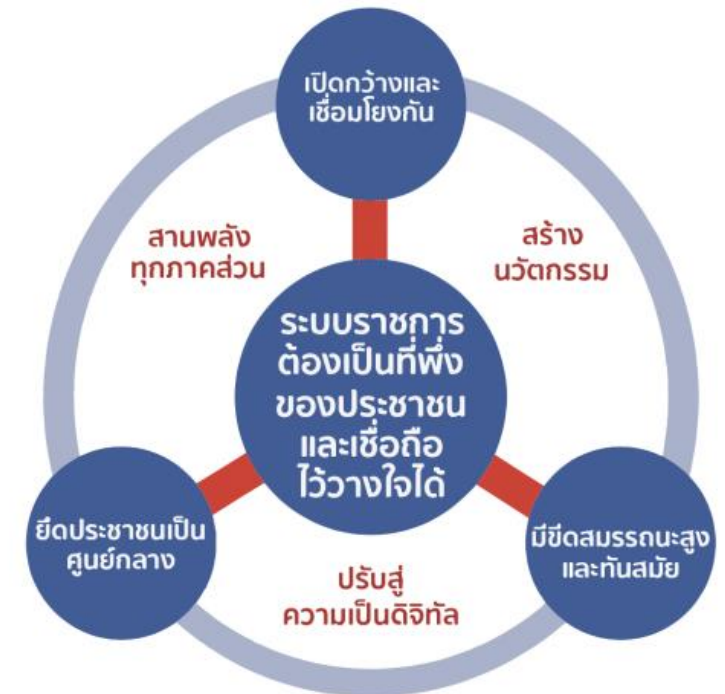 เปิดกว้างและ
เชื่อมโยงกัน
สานพลัง
ทุกภาคส่วน
สร้าง
นวัตกรรม
ระบบราชการ
ต้องเป็นที่พึ่ง
ของประชาชน
และเชื่อถือ
ไว้วางใจได้
ยึดประชาชนเป็น
ศูนย์กลาง
มีขีดสมรรถนะสูง
และทันสมัย
ปรับสู่
ความเป็นดิจิทัล